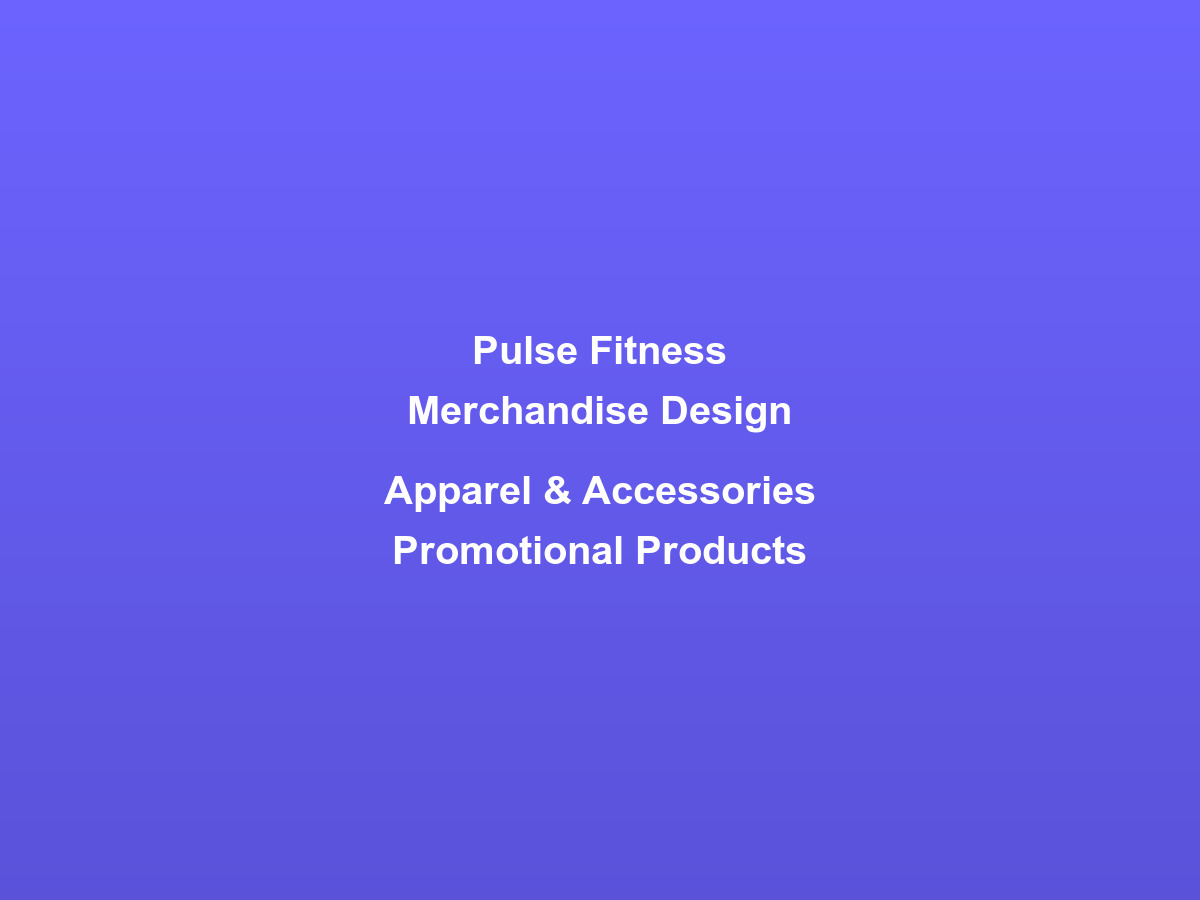 Pulse Fitness
Merchandise Design
Apparel & Accessories
Promotional Products